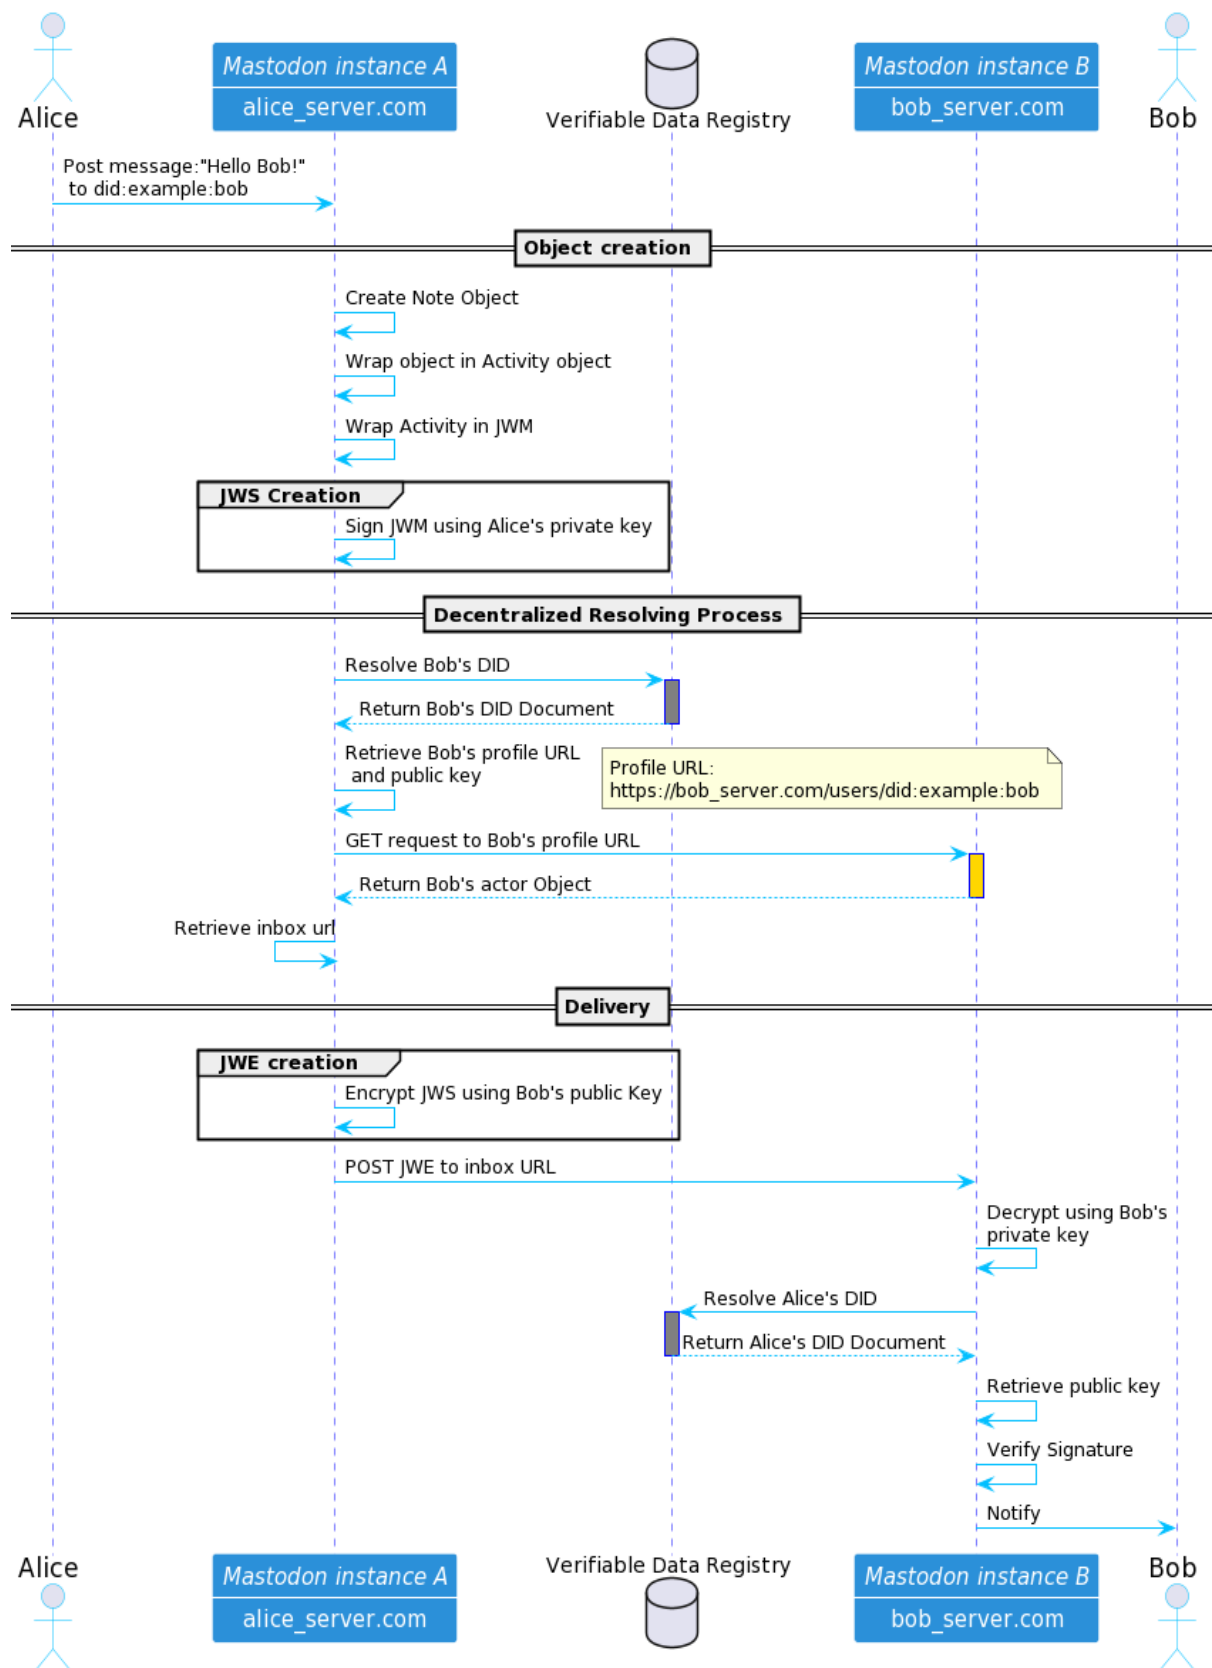 Alice
Mastodon instance A
alice_server.com
Verifiable Data Registry
Mastodon instance B
bob_server.com
Bob
Post message:"Hello Bob!"
to did:example:bob
Object creation
Create Note Object
Wrap object in Activity object
Wrap Activity in JWM
JWS Creation
Sign JWM using Alice's private key
Decentralized Resolving Process
Resolve Bob's DID
Return Bob's DID Document
Retrieve Bob's profile URL
and public key
Profile URL:
https://bob_server.com/users/did:example:bob
GET request to Bob's profile URL
Return Bob's actor Object
Retrieve inbox url
Delivery
JWE creation
Encrypt JWS using Bob's public Key
POST JWE to inbox URL
Decrypt using Bob's
private key
Resolve Alice's DID
Return Alice's DID Document
Retrieve public key
Verify Signature
Notify
Alice
Mastodon instance A
alice_server.com
Verifiable Data Registry
Mastodon instance B
bob_server.com
Bob